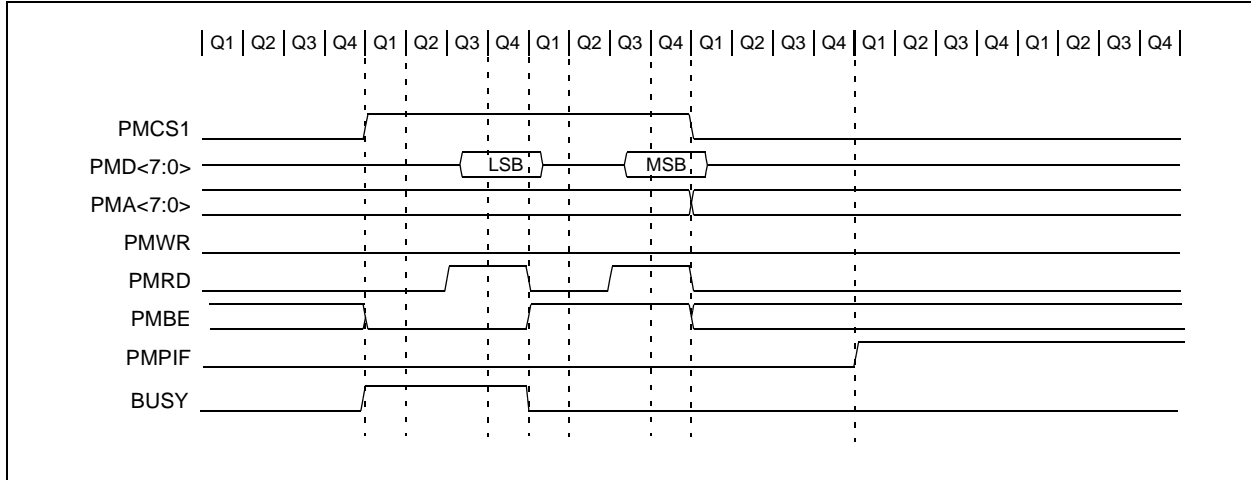 Q1 Q2 Q3 Q4 Q1 Q2 Q3 Q4 Q1 Q2 Q3 Q4 Q1 Q2 Q3 Q4 Q1 Q2 Q3 Q4 Q1 Q2 Q3 Q4
PMCS1
PMD<7:0> LSB MSB
PMA<7:0>
PMWR
PMRD
PMBE
PMPIF
BUSY